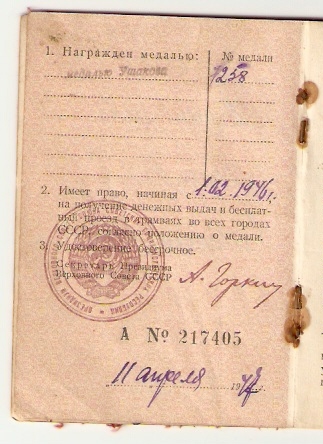 1. Награжден медалью:
№ медали
медалью Ушакова
1258
2. Имеет право, начиная с 1.02.1946г.
на получение денежных выдач и бесплат-
ный проезд в трамваях во всех городах
СССР, согласно положению о медали.
3. Удостоверение бессрочное.
Секретарь Президиума
Верховного Совета СССР
А. Горкин
А № 217405
11 апреля 194